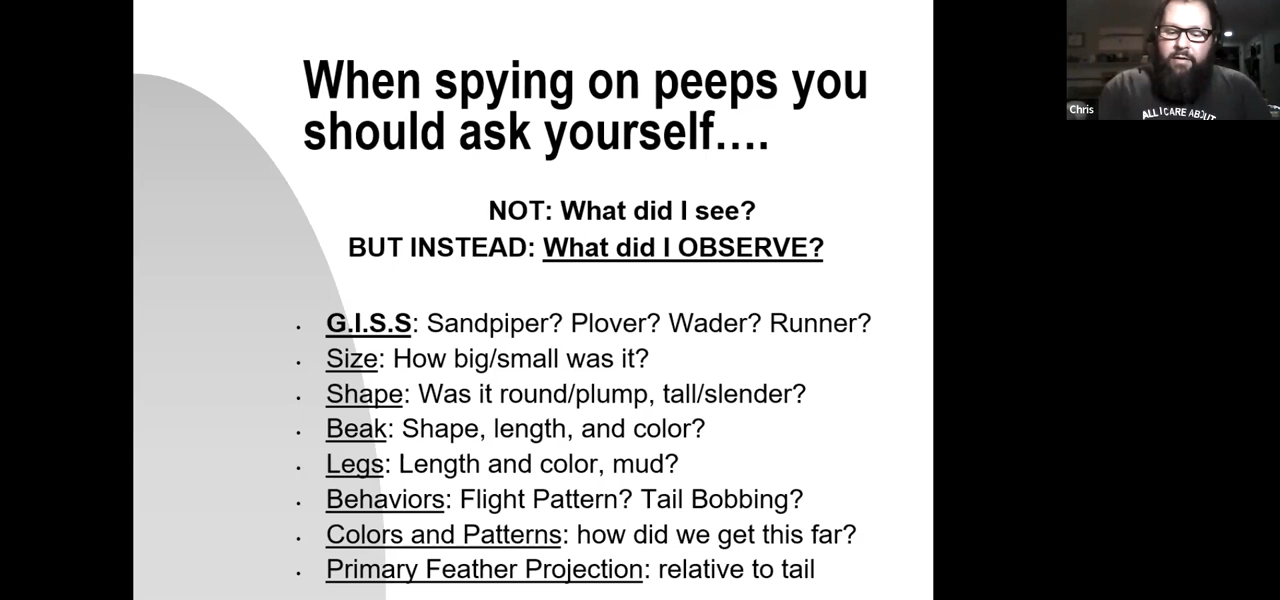 When spying on peeps you
should ask yourself....
NOT: What did I see?
BUT INSTEAD: What did I OBSERVE?
• G.I.S.S: Sandpiper? Plover? Wader? Runner?
• Size: How big/small was it?
• Shape: Was it round/plump, tall/slender?
• Beak: Shape, length, and color?
• Legs: Length and color, mud?
• Behaviors: Flight Pattern? Tail Bobbing?
• Colors and Patterns: how did we get this far?
• Primary Feather Projection: relative to tail
Chris
ALL I CARE ABOUT